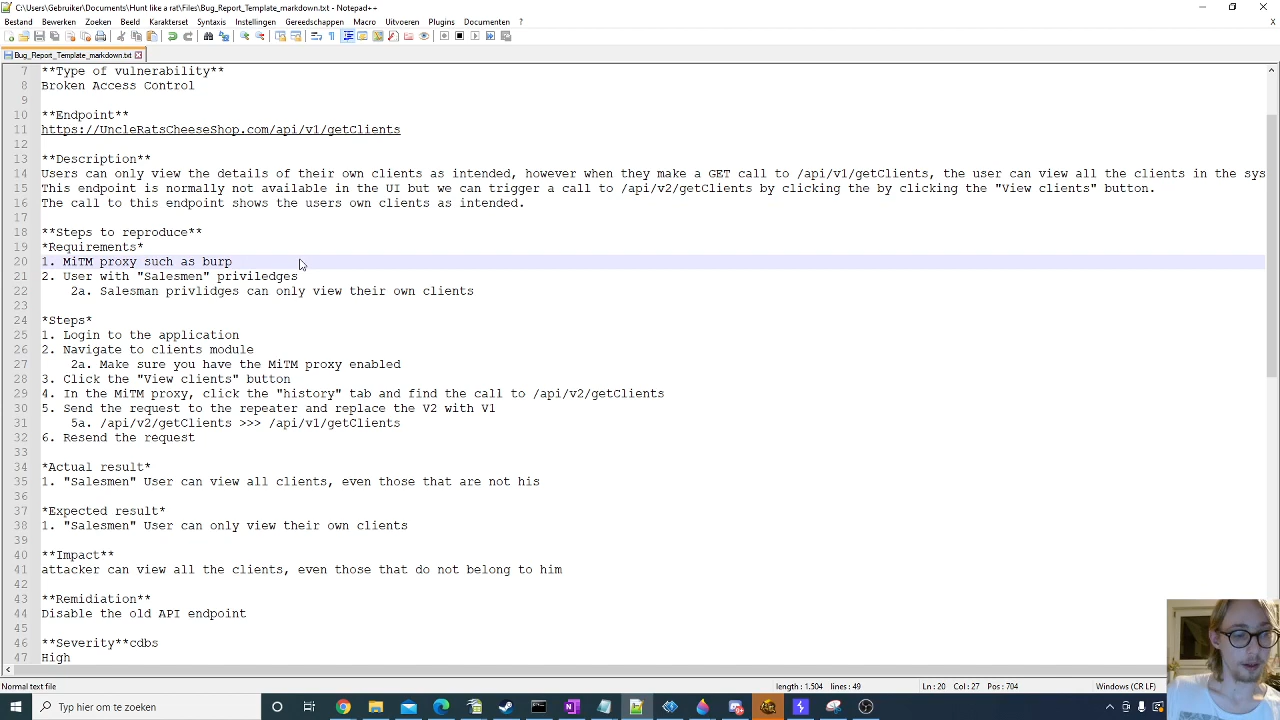 C:\Users\Gebruiker\Documents\Hunt like a rat\Files\Bug_Report_Template_markdown.txt - Notepad++
Bestand Bewerken Zoeken Beeld Karakterset Syntaxis Instellingen Gereedschappen Macro Uitvoeren Plugins Documenten ?
Bug_Report_Template_markdown.txt
7 **Type of vulnerability**
8 Broken Access Control
9
10 **Endpoint**
11 https://UncleRatsCheeseShop.com/api/v1/getClients
12
13 **Description**
14 Users can only view the details of their own clients as intended, however when they make a GET call to /api/v1/getClients, the user can view all the clients in the sys
15 This endpoint is normally not available in the UI but we can trigger a call to /api/v2/getClients by clicking the by clicking the "View clients" button.
16 The call to this endpoint shows the users own clients as intended.
17
18 **Steps to reproduce**
19 *Requirements*
20 1. MiTM proxy such as burp
21 2. User with "Salesmen" priviledges
22 2a. Salesman privlidges can only view their own clients
23
24 *Steps*
25 1. Login to the application
26 2. Navigate to clients module
27 2a. Make sure you have the MiTM proxy enabled
28 3. Click the "View clients" button
29 4. In the MiTM proxy, click the "history" tab and find the call to /api/v2/getClients
30 5. Send the request to the repeater and replace the V2 with V1
31 5a. /api/v2/getClients >>> /api/v1/getClients
32 6. Resend the request
33
34 *Actual result*
35 1. "Salesmen" User can view all clients, even those that are not his
36
37 *Expected result*
38 1. "Salesmen" User can only view their own clients
39
40 **Impact**
41 attacker can view all the clients, even those that do not belong to him
42
43 **Remidiation**
44 Disable the old API endpoint
45
46 **Severity**cdbs
47 High
Normal text file length : 1.504 lines : 49 Ln : 20 Col : 27 Pos : 704 Windows (CR LF)
Typ hier om te zoeken